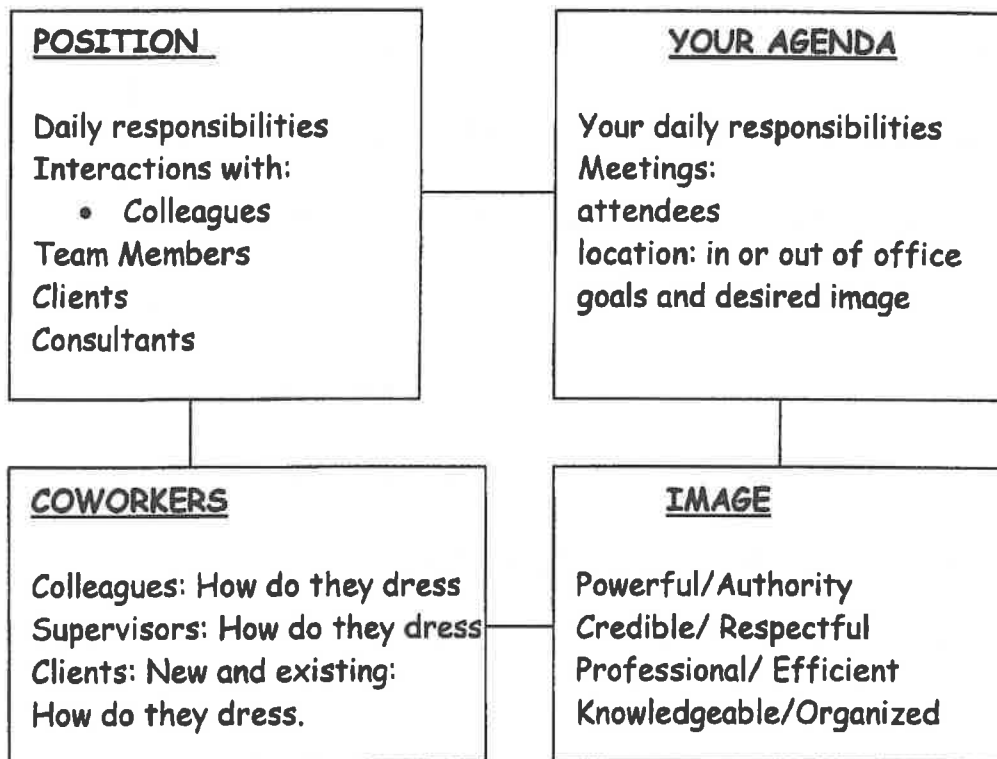 POSITION
Daily responsibilities
Interactions with:
• Colleagues
Team Members
Clients
Consultants
YOUR AGENDA
Your daily responsibilities
Meetings:
attendees
location: in or out of office
goals and desired image
COWORKERS
Colleagues: How do they dress
Supervisors: How do they dress
Clients: New and existing:
How do they dress.
IMAGE
Powerful/Authority
Credible/ Respectful
Professional/ Efficient
Knowledgeable/Organized